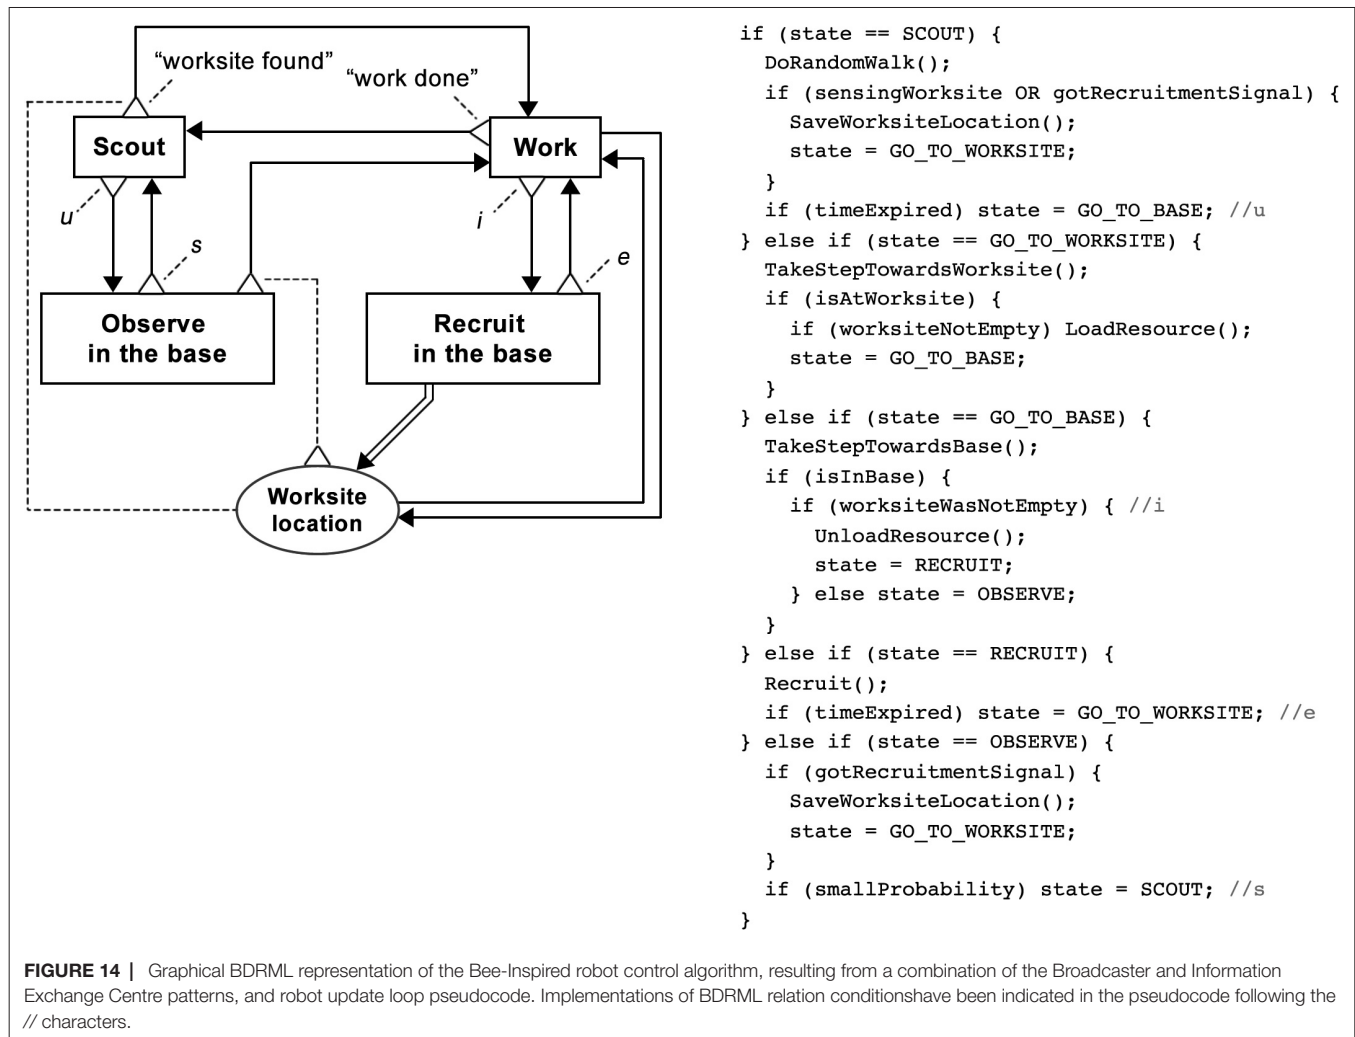 “worksite found”
“work done”
Scout
Work
u
s
i
e
Observe
in the base
Recruit
in the base
Worksite
location
if (state == SCOUT) {
DoRandomWalk();
if (sensingWorksite OR gotRecruitmentSignal) {
SaveWorksiteLocation();
state = GO_TO_WORKSITE;
}
if (timeExpired) state = GO_TO_BASE; //u
} else if (state == GO_TO_WORKSITE) {
TakeStepTowardsWorksite();
if (isAtWorksite) {
if (worksiteNotEmpty) LoadResource();
state = GO_TO_BASE;
}
} else if (state == GO_TO_BASE) {
TakeStepTowardsBase();
if (isInBase) {
if (worksiteWasNotEmpty) { //i
UnloadResource();
state = RECRUIT;
} else state = OBSERVE;
}
} else if (state == RECRUIT) {
Recruit();
if (timeExpired) state = GO_TO_WORKSITE; //e
} else if (state == OBSERVE) {
if (gotRecruitmentSignal) {
SaveWorksiteLocation();
state = GO_TO_WORKSITE;
}
if (smallProbability) state = SCOUT; //s
}
FIGURE 14 | Graphical BDRML representation of the Bee-Inspired robot control algorithm, resulting from a combination of the Broadcaster and Information
Exchange Centre patterns, and robot update loop pseudocode. Implementations of BDRML relation conditionshave been indicated in the pseudocode following the
// characters.